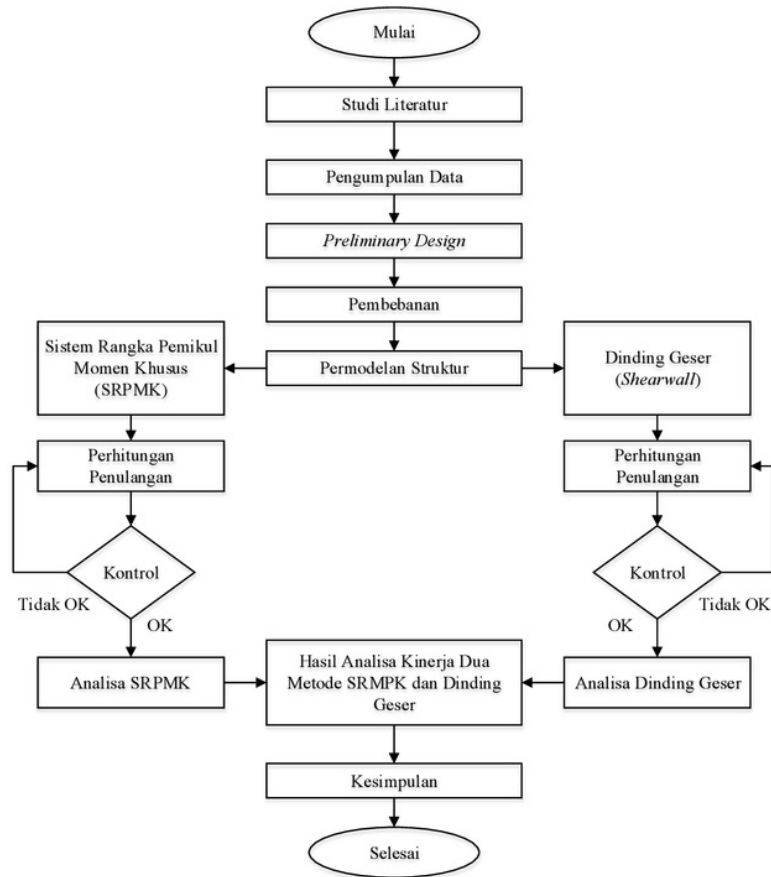 Mulai
Studi Literatur
Pengumpulan Data
Preliminary Design
Pembebanan
Sistem Rangka Pemikul
Momen Khusus
(SRPMK)
Permodelan Struktur
Dinding Geser
(Shearwall)
Perhitungan
Penulangan
Perhitungan
Penulangan
Kontrol
Tidak OK
OK
Kontrol
Tidak OK
OK
Analisa SRPMK
Hasil Analisa Kinerja Dua
Metode SRMPK dan Dinding
Geser
Analisa Dinding Geser
Kesimpulan
Selesai